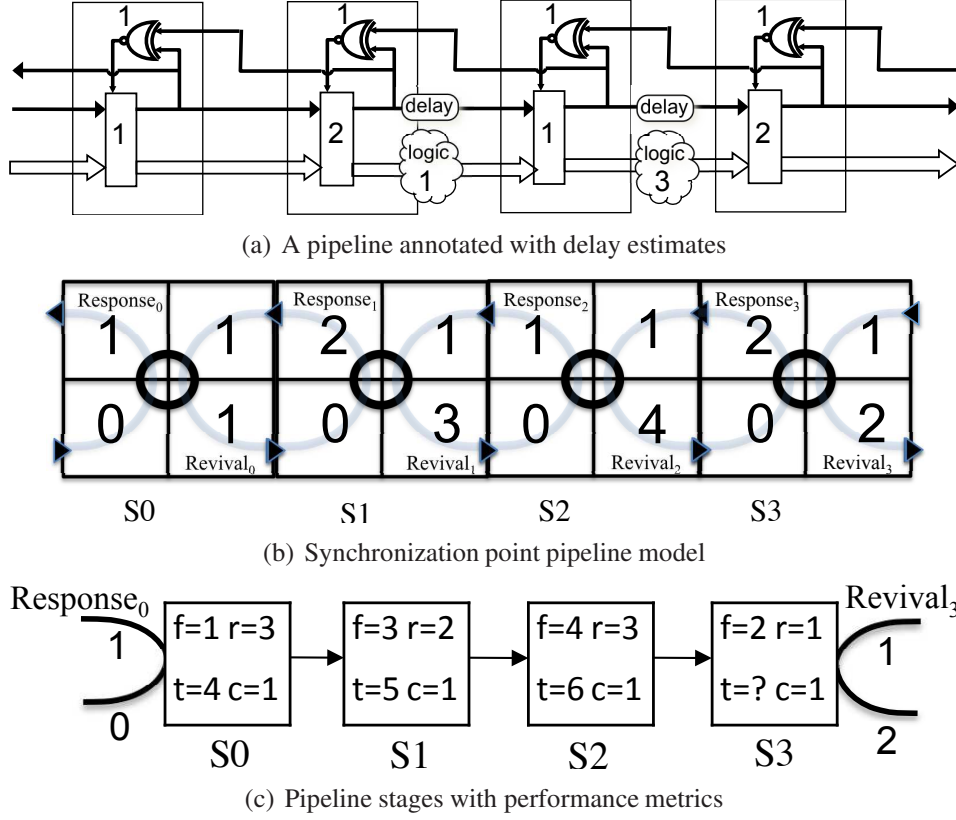 1 1 1 1
1 2 delay 1 delay 2
logic 1 logic 3
(a) A pipeline annotated with delay estimates
Response₀ Response₁ Response₂ Response₃
1 1 2 1 1 1 2 1
0 1 0 3 0 4 0 2
Revival₀ Revival₁ Revival₂ Revival₃
S0 S1 S2 S3
(b) Synchronization point pipeline model
Response₀ Revival₃
1 f=1 r=3 f=3 r=2 f=4 r=3 f=2 r=1 1
0 t=4 c=1 t=5 c=1 t=6 c=1 t=? c=1 2
S0 S1 S2 S3
(c) Pipeline stages with performance metrics